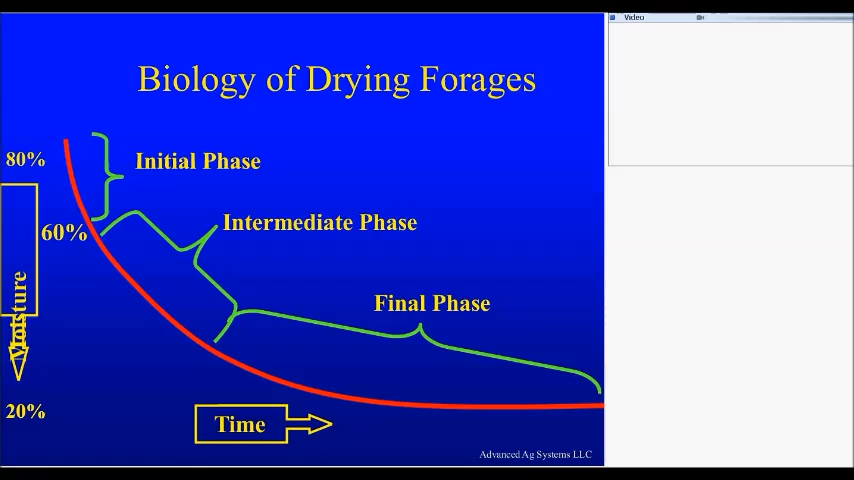 Video
Biology of Drying Forages
80%
Initial Phase
60%
Intermediate Phase
Moisture
Final Phase
20%
Time
Advanced Ag Systems LLC